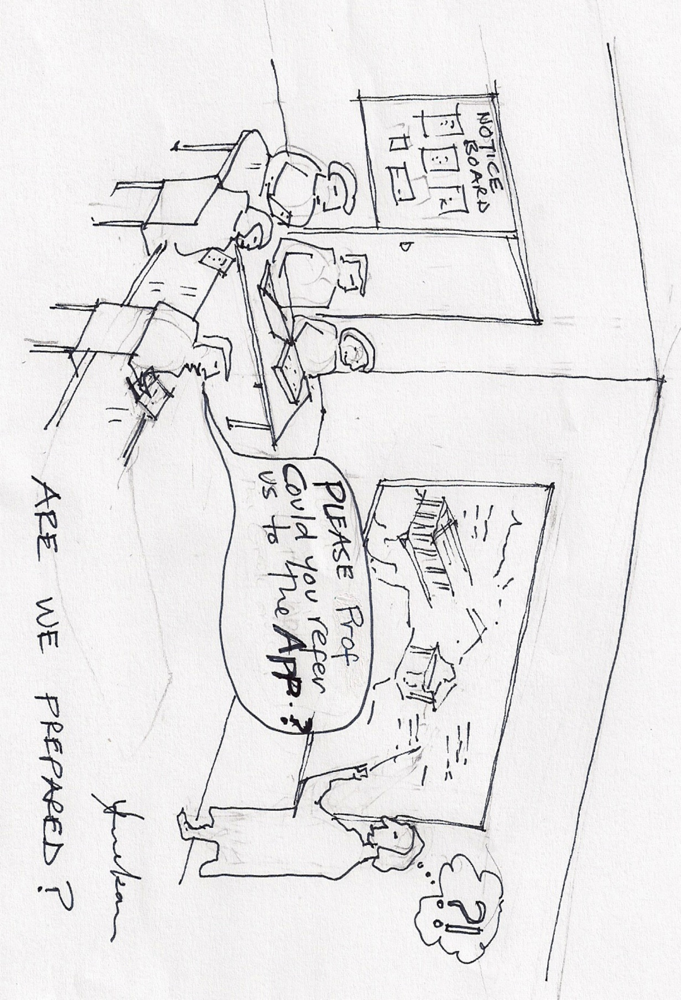 NOTICE
BOARD
PLEASE Prof
Could you refer
us to the APP..?
?!
ARE WE PREPARED?